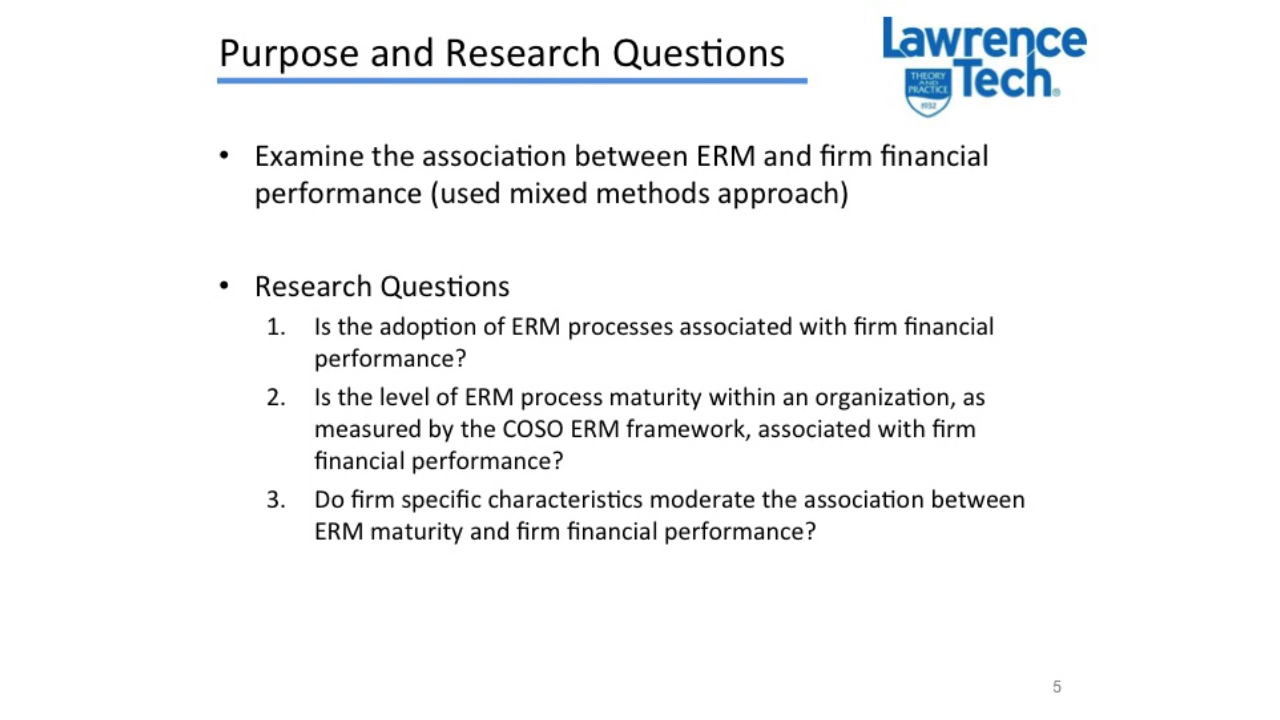 Purpose and Research Questions
Lawrence
Tech®
THEORY
AND
PRACTICE
1932
• Examine the association between ERM and firm financial
performance (used mixed methods approach)
• Research Questions
1. Is the adoption of ERM processes associated with firm financial
performance?
2. Is the level of ERM process maturity within an organization, as
measured by the COSO ERM framework, associated with firm
financial performance?
3. Do firm specific characteristics moderate the association between
ERM maturity and firm financial performance?
5